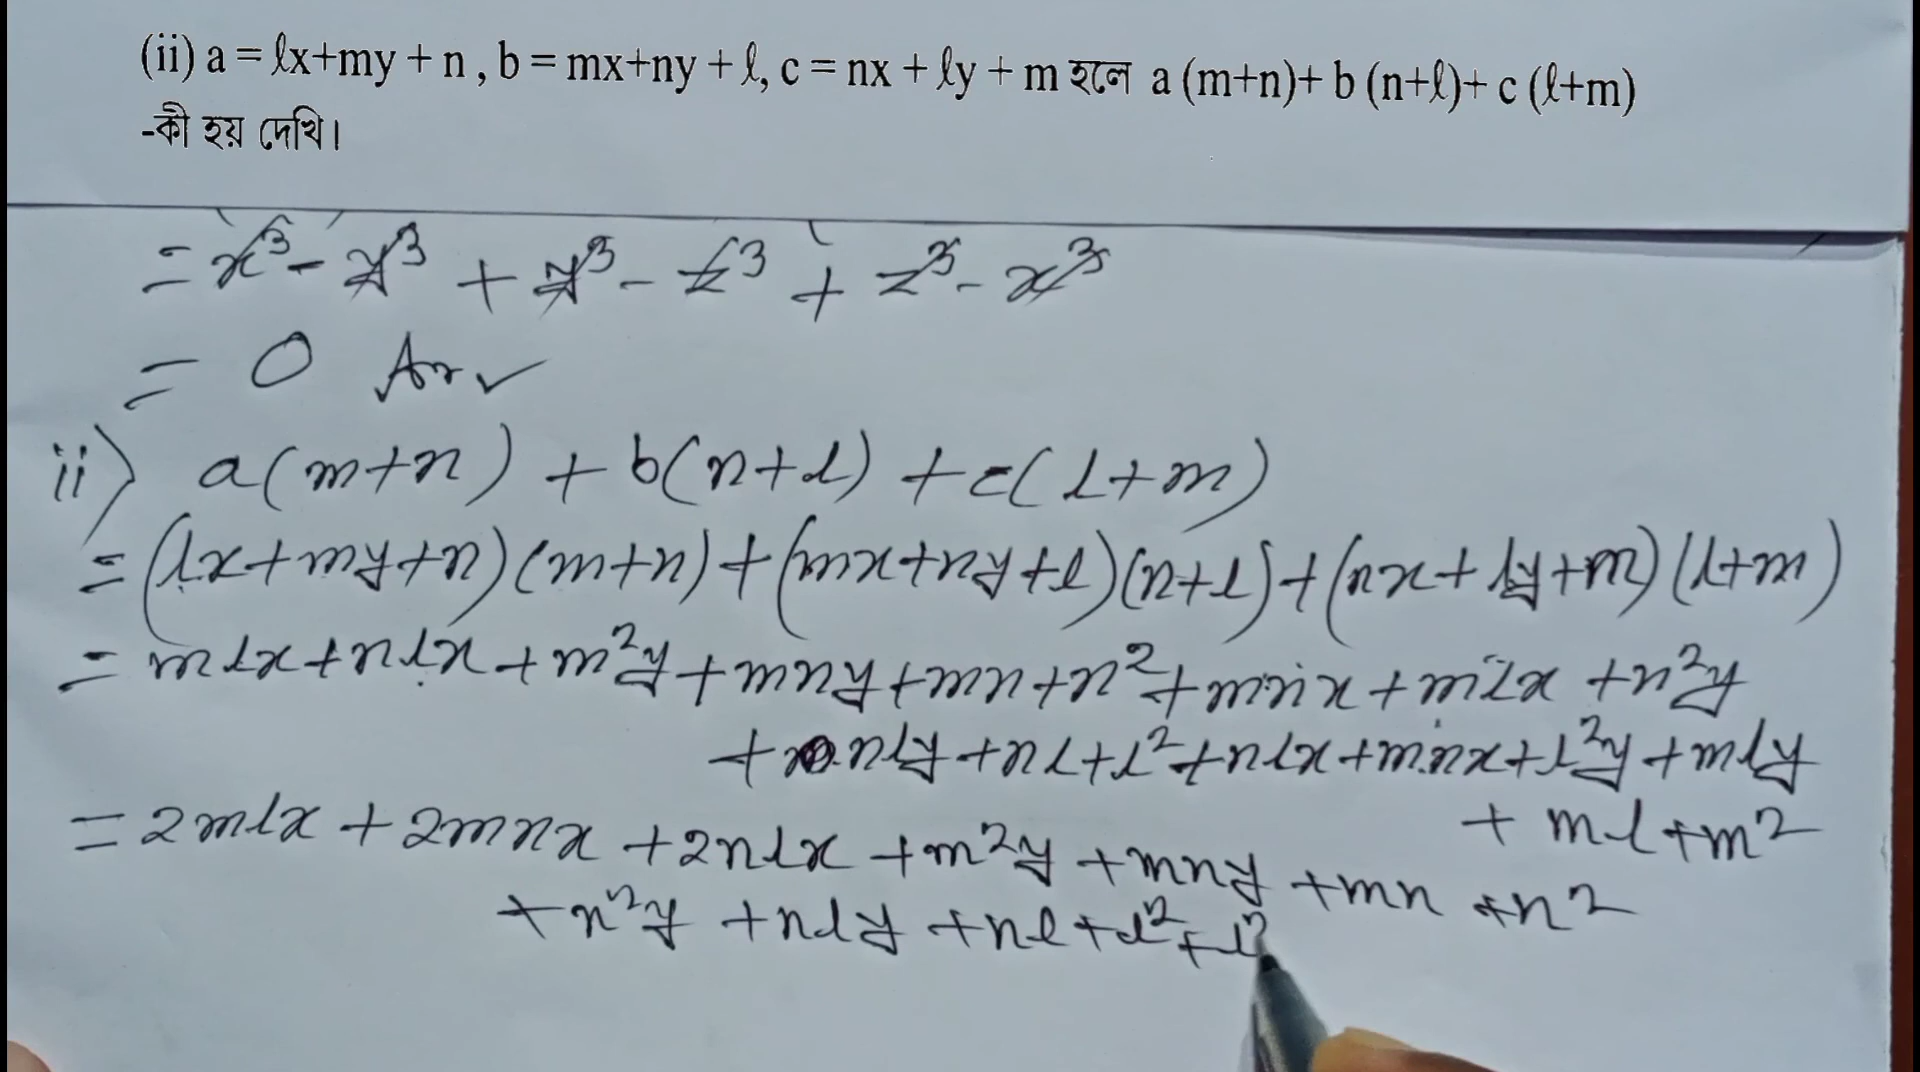 (ii) a = ℓx+my + n , b = mx+ny + ℓ, c = nx + ℓy + m হলে a (m+n)+ b (n+ℓ)+ c (ℓ+m)
-কী হয় দেখি।
= x³ - y³ + y³ - z³ + z³ - x³
= 0 Ans
ii) a(m+n) + b(n+l) + c(l+m)
= (lx+my+n)(m+n)+(mx+ny+l)(n+l)+(nx+ly+m)(l+m)
= mlx+nlx+m²y+mny+mn+n²+mnx+mlx+n²y
+nly+nl+l²+nlx+mnx+l²y+mly
+ ml+m²
= 2mlx + 2mnx + 2nlx + m²y + mny + mn + n²
+ n²y + nly + nl + l² + l²